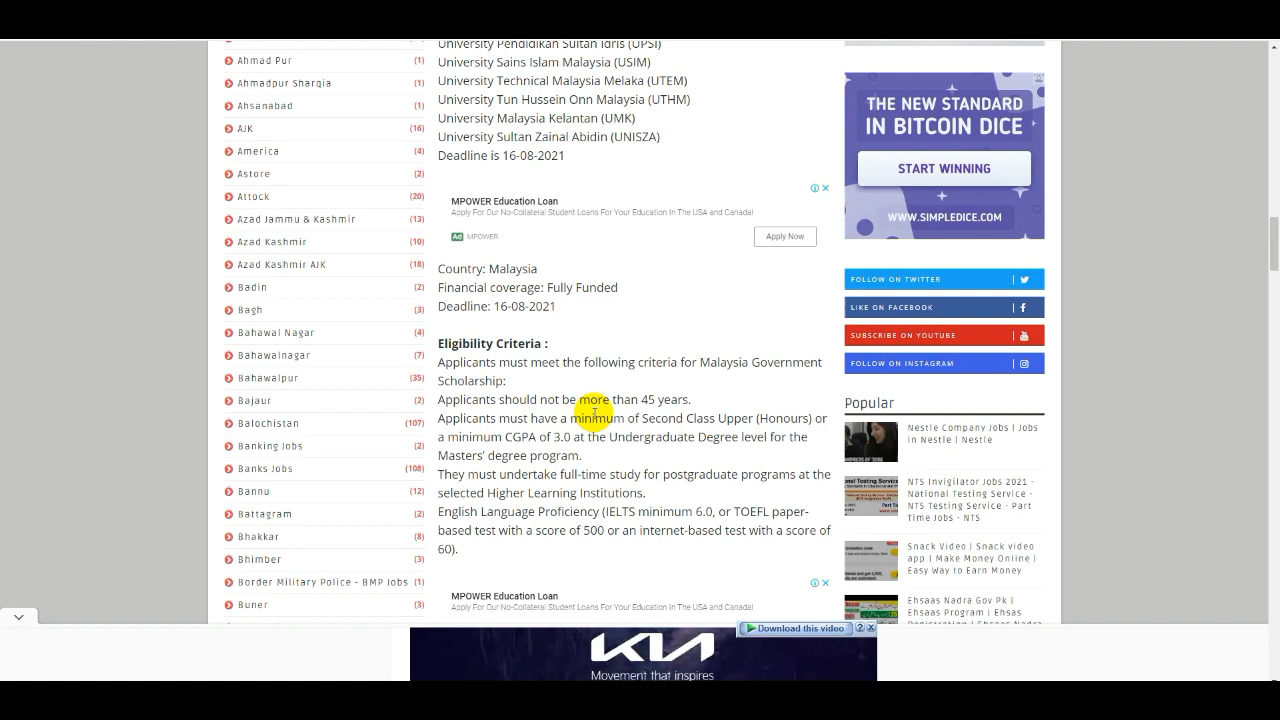 Ahmad Pur (1)
Ahmadpur Sharqia (1)
Ahsanabad (1)
AJK (16)
America (4)
Astore (2)
Attock (20)
Azad Jammu & Kashmir (13)
Azad Kashmir (10)
Azad Kashmir AJK (18)
Badin (2)
Bagh (3)
Bahawal Nagar (4)
Bahawalnagar (7)
Bahawalpur (35)
Bajaur (2)
Balochistan (107)
Banking Jobs (2)
Banks Jobs (108)
Bannu (12)
Battagram (2)
Bhakkar (8)
Bhimber (3)
Border Military Police - BMP Jobs (1)
Buner (3)
University Pendidikan Sultan Idris (UPSI)
University Sains Islam Malaysia (USIM)
University Technical Malaysia Melaka (UTEM)
University Tun Hussein Onn Malaysia (UTHM)
University Malaysia Kelantan (UMK)
University Sultan Zainal Abidin (UNISZA)
Deadline is 16-08-2021
MPOWER Education Loan
Apply For Our No-Collateral Student Loans For Your Education In The USA and Canada!
Ad MPOWER
Apply Now
Country: Malaysia
Financial coverage: Fully Funded
Deadline: 16-08-2021
Eligibility Criteria :
Applicants must meet the following criteria for Malaysia Government
Scholarship:
Applicants should not be more than 45 years.
Applicants must have a minimum of Second Class Upper (Honours) or
a minimum CGPA of 3.0 at the Undergraduate Degree level for the
Masters’ degree program.
They must undertake full-time study for postgraduate programs at the
selected Higher Learning Institutions.
English Language Proficiency (IELTS minimum 6.0, or TOEFL paper-
based test with a score of 500 or an internet-based test with a score of
60).
MPOWER Education Loan
Apply For Our No-Collateral Student Loans For Your Education In The USA and Canada!
THE NEW STANDARD
IN BITCOIN DICE
START WINNING
WWW.SIMPLEDICE.COM
FOLLOW ON TWITTER
LIKE ON FACEBOOK
SUBSCRIBE ON YOUTUBE
FOLLOW ON INSTAGRAM
Popular
Nestle Company Jobs | Jobs
in Nestle | Nestle
NTS Invigilator Jobs 2021 -
National Testing Service -
NTS Testing Service - Part
Time Jobs - NTS
Snack Video | Snack video
app | Make Money Online |
Easy Way to Earn Money
Ehsaas Nadra Gov Pk |
Ehsaas Program | Ehsas
Registration | Ehsaas Nadra
Download this video
KIA
Movement that inspires